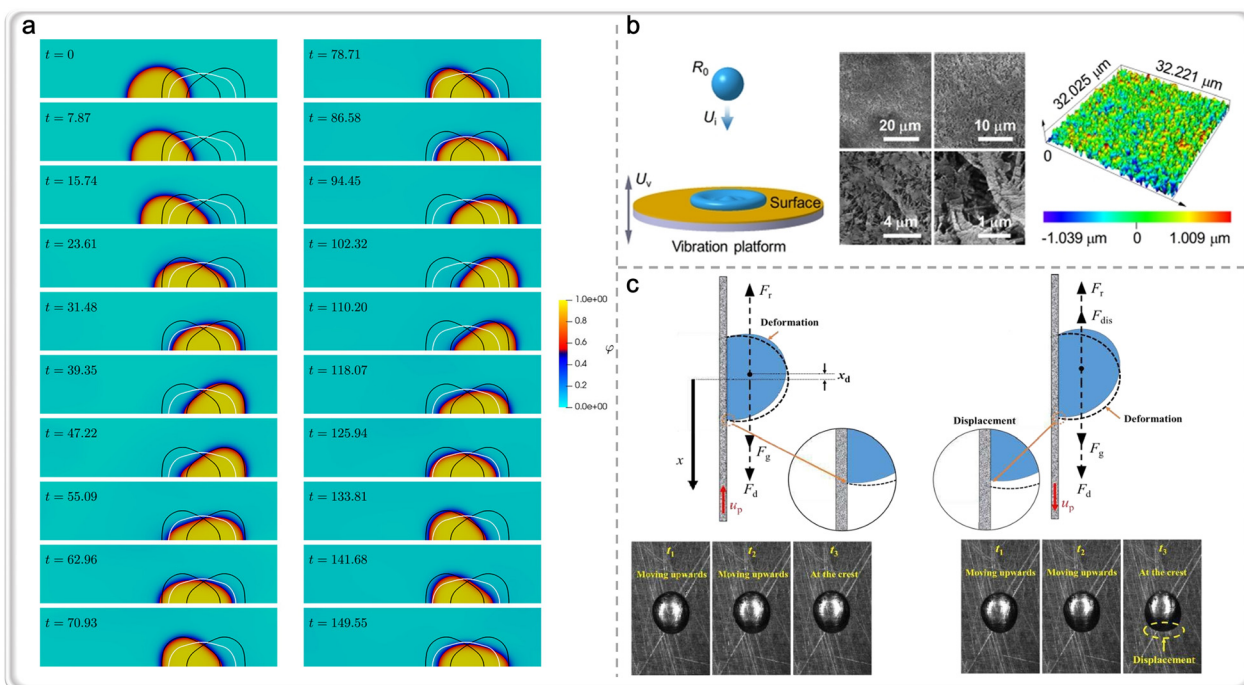 a
t = 0
t = 7.87
t = 15.74
t = 23.61
t = 31.48
t = 39.35
t = 47.22
t = 55.09
t = 62.96
t = 70.93
t = 78.71
t = 86.58
t = 94.45
t = 102.32
t = 110.20
t = 118.07
t = 125.94
t = 133.81
t = 141.68
t = 149.55
1.0e+00
0.8
0.6
0.4
0.2
0.0e+00
φ
b
R0
Ui
Uv
Surface
Vibration platform
20 μm
10 μm
4 μm
1 μm
32.025 μm
32.221 μm
0
-1.039 μm
0
1.009 μm
c
Fr
Deformation
xd
x
Fg
Fd
up
Fr
Fdis
Deformation
Displacement
Fg
Fd
up
t1
Moving upwards
t2
Moving upwards
t3
At the crest
t1
Moving upwards
t2
Moving upwards
t3
At the crest
Displacement